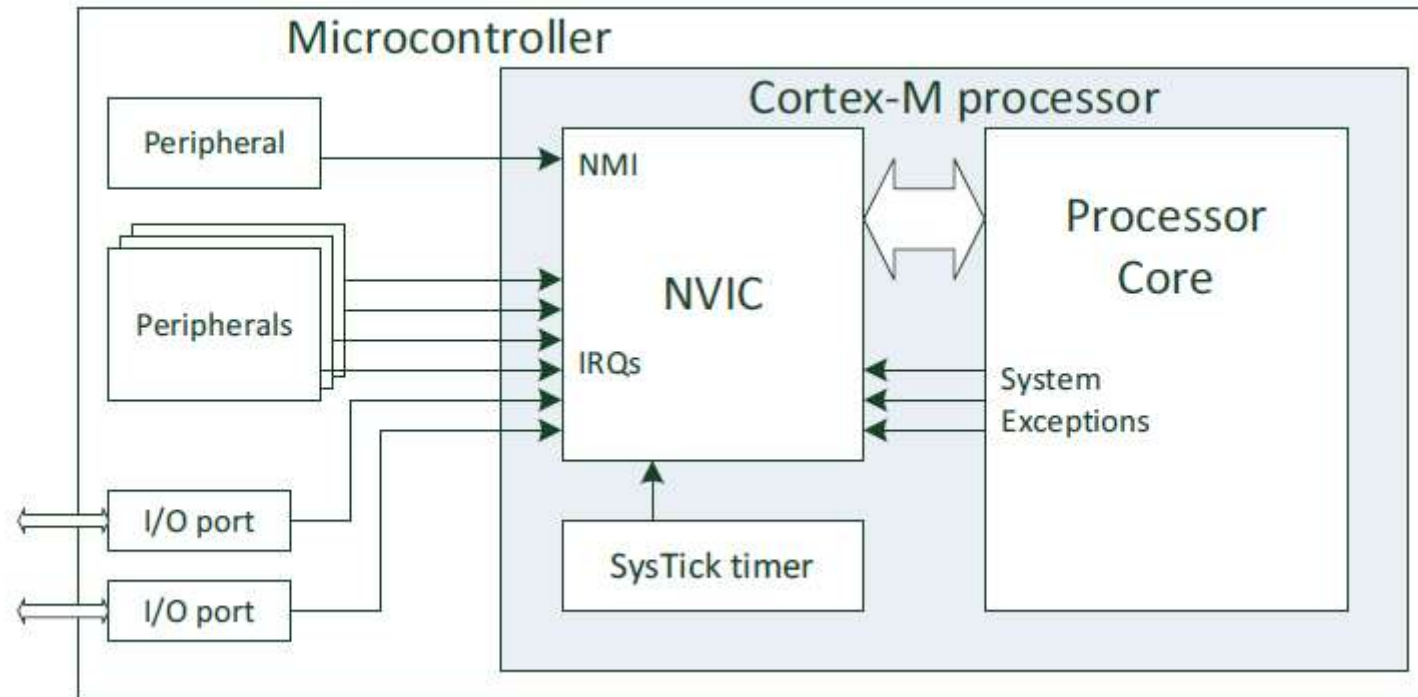 Microcontroller
Cortex-M processor
Peripheral
NMI
Processor
Core
NVIC
Peripherals
IRQs
System
Exceptions
I/O port
SysTick timer
I/O port